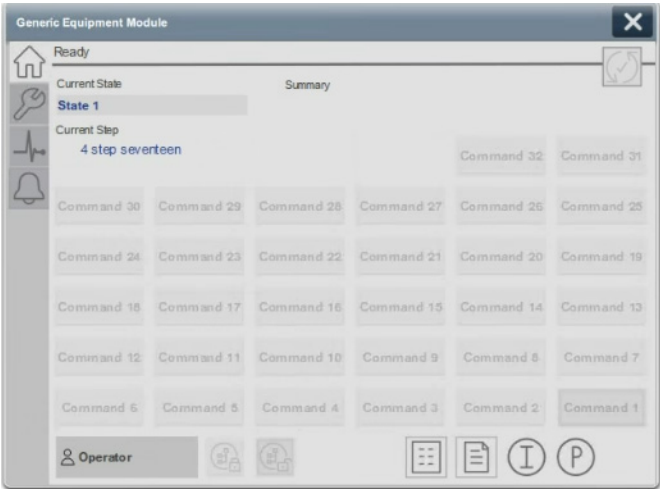 Generic Equipment Module
Ready
Current State
Summary
State 1
Current Step
4 step seventeen
Command 32 Command 31
Command 30 Command 29 Command 28 Command 27 Command 26 Command 25
Command 24 Command 23 Command 22 Command 21 Command 20 Command 19
Command 18 Command 17 Command 16 Command 15 Command 14 Command 13
Command 12 Command 11 Command 10 Command 9 Command 8 Command 7
Command 6 Command 5 Command 4 Command 3 Command 2 Command 1
Operator
I
P